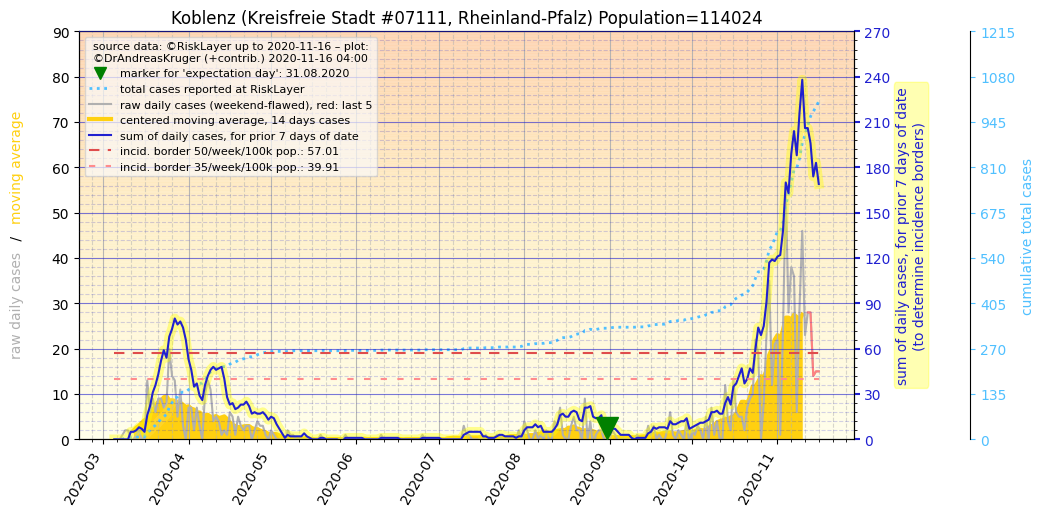 Koblenz (Kreisfreie Stadt #07111, Rheinland-Pfalz) Population=114024
source data: ©RiskLayer up to 2020-11-16 – plot:
©DrAndreasKruger (+contrib.) 2020-11-16 04:00
marker for 'expectation day': 31.08.2020
total cases reported at RiskLayer
raw daily cases (weekend-flawed), red: last 5
centered moving average, 14 days cases
sum of daily cases, for prior 7 days of date
incid. border 50/week/100k pop.: 57.01
incid. border 35/week/100k pop.: 39.91
raw daily cases / moving average
90
80
70
60
50
40
30
20
10
0
2020-03
2020-04
2020-05
2020-06
2020-07
2020-08
2020-09
2020-10
2020-11
270
240
210
180
150
120
90
60
30
0
sum of daily cases, for prior 7 days of date
(to determine incidence borders)
1215
1080
945
810
675
540
405
270
135
0
cumulative total cases